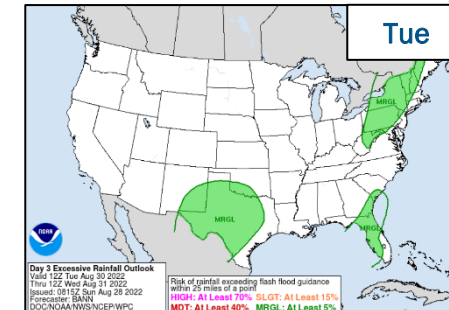 Tue
MRGL
MRGL
MRGL
NOAA
Day 3 Excessive Rainfall Outlook
Valid 12Z Tue Aug 30 2022
Thru 12Z Wed Aug 31 2022
Issued: 0815Z Sun Aug 28 2022
Forecaster: BANN
DOC/NOAA/NWS/NCEP/WPC
Risk of rainfall exceeding flash flood guidance
within 25 miles of a point
HIGH: At Least 70% SLGT: At Least 15%
MDT: At Least 40% MRGL: At Least 5%